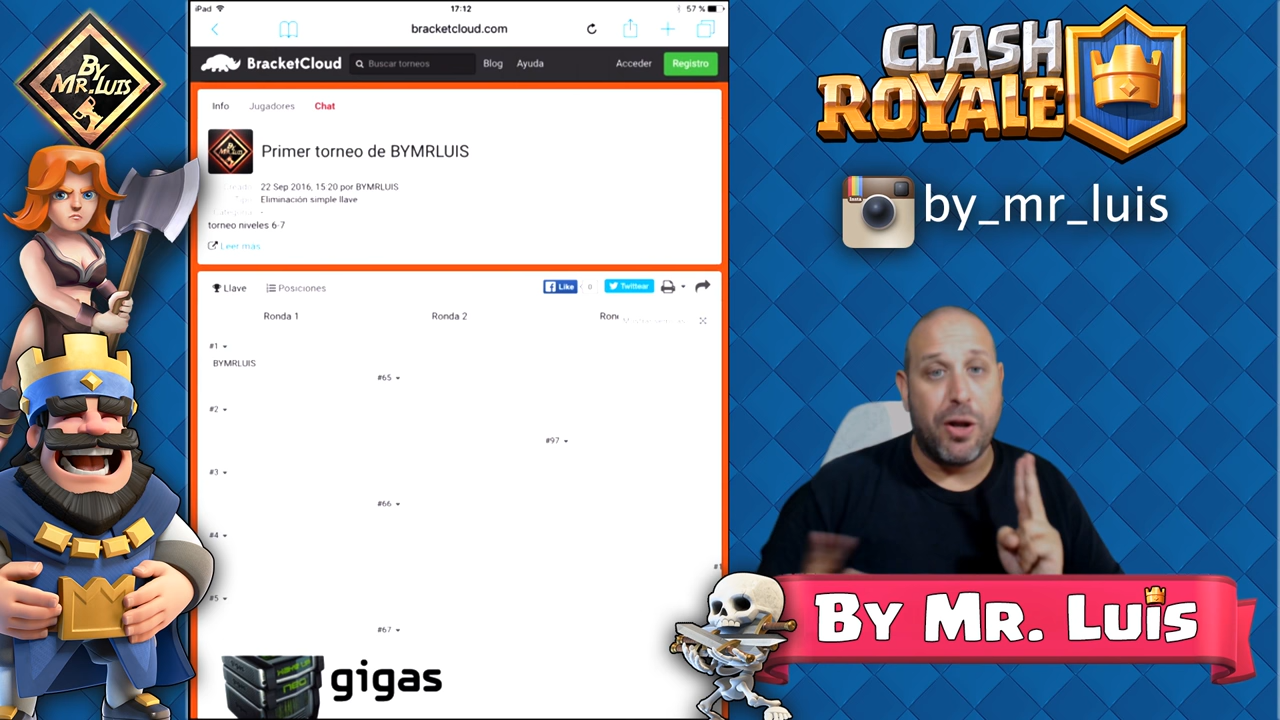 iPad 17:12 57 %
bracketcloud.com
BracketCloud Buscar torneos Blog Ayuda Acceder Registro
Info Jugadores Chat
Primer torneo de BYMRLUIS
22 Sep 2016, 15:20 por BYMRLUIS
Eliminación simple llave
torneo niveles 6-7
Leer más
Llave Posiciones Like 0 Twittear
Ronda 1 Ronda 2
#1
BYMRLUIS
#65
#2
#97
#3
#66
#4
#5
#67
gigas
BY
MR.LUIS
CLASH
ROYALE
Insta
by_mr_luis
By Mr. Luis